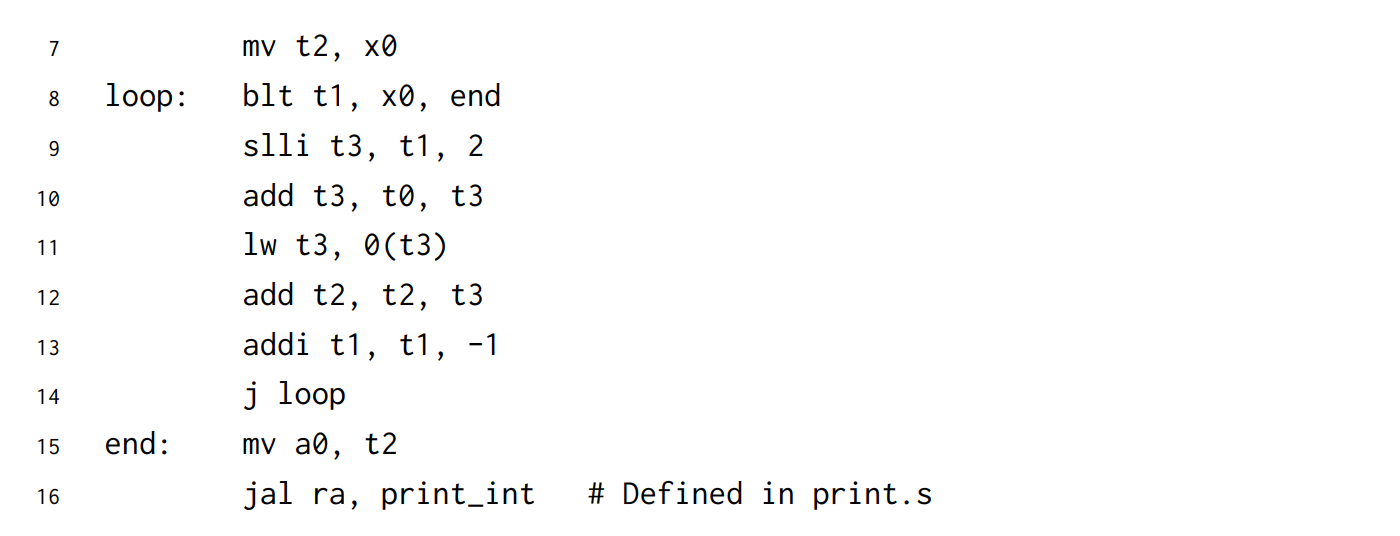 7 mv t2, x0
8 loop: blt t1, x0, end
9 slli t3, t1, 2
10 add t3, t0, t3
11 lw t3, 0(t3)
12 add t2, t2, t3
13 addi t1, t1, -1
14 j loop
15 end: mv a0, t2
16 jal ra, print_int # Defined in print.s